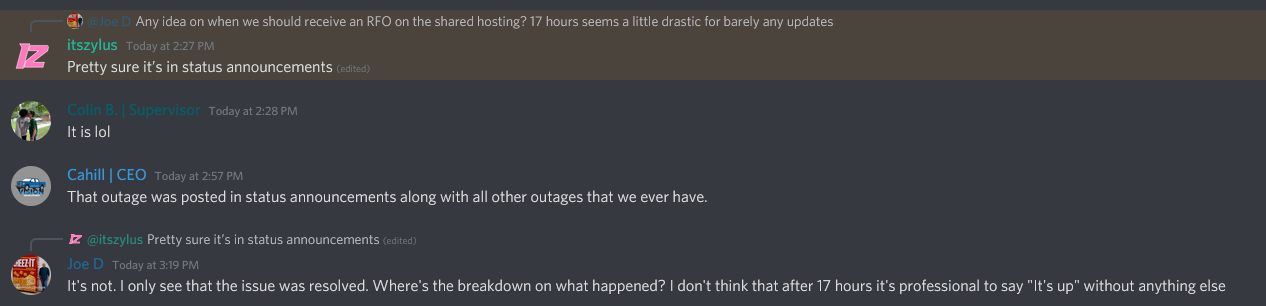 @Joe D Any idea on when we should receive an RFO on the shared hosting? 17 hours seems a little drastic for barely any updates
itszylus Today at 2:27 PM
Pretty sure it's in status announcements (edited)
Colin B. | Supervisor Today at 2:28 PM
It is lol
Cahill | CEO Today at 2:57 PM
That outage was posted in status announcements along with all other outages that we ever have.
@itszylus Pretty sure it's in status announcements (edited)
Joe D Today at 3:19 PM
It's not. I only see that the issue was resolved. Where's the breakdown on what happened? I don't think that after 17 hours it's professional to say "It's up" without anything else